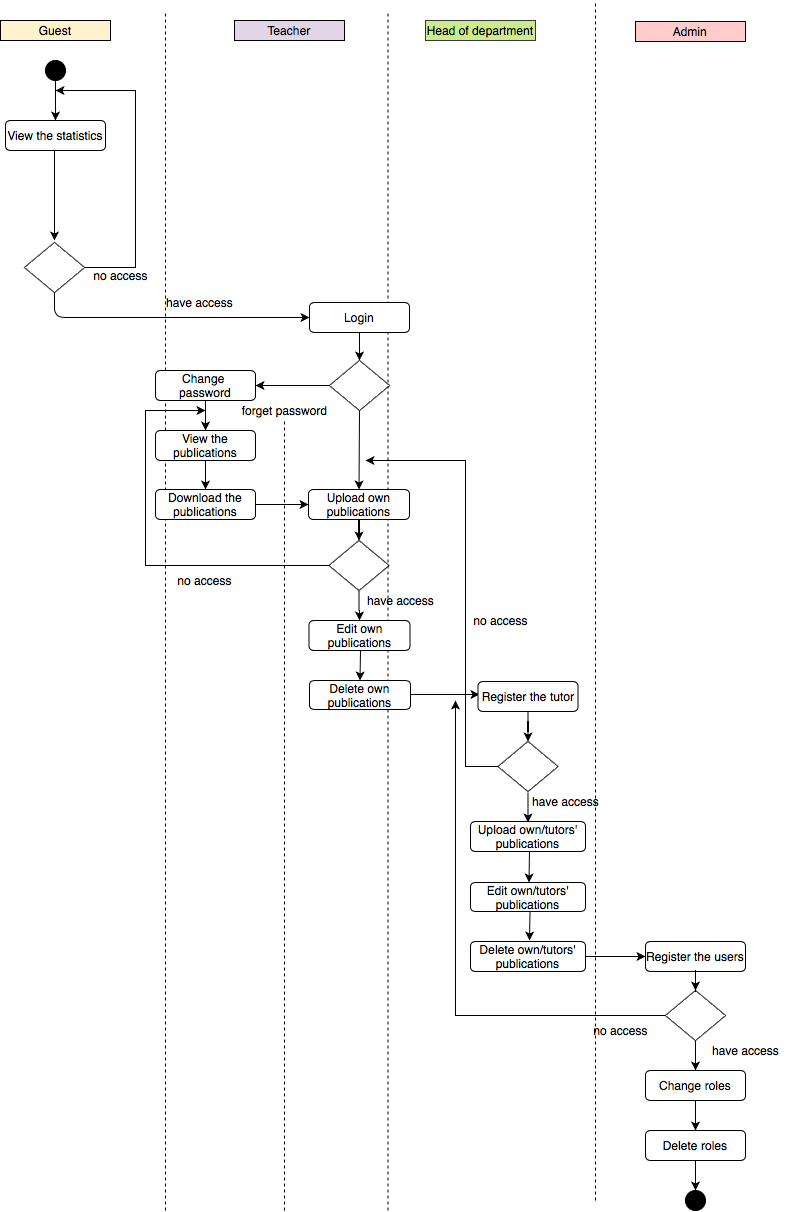 Guest
Teacher
Head of department
Admin
View the statistics
no access
have access
Login
Change
password
forget password
View the
publications
Download the
publications
Upload own
publications
no access
have access
Edit own
publications
no access
Delete own
publications
Register the tutor
have access
Upload own/tutors'
publications
Edit own/tutors'
publications
Delete own/tutors'
publications
Register the users
no access
have access
Change roles
Delete roles